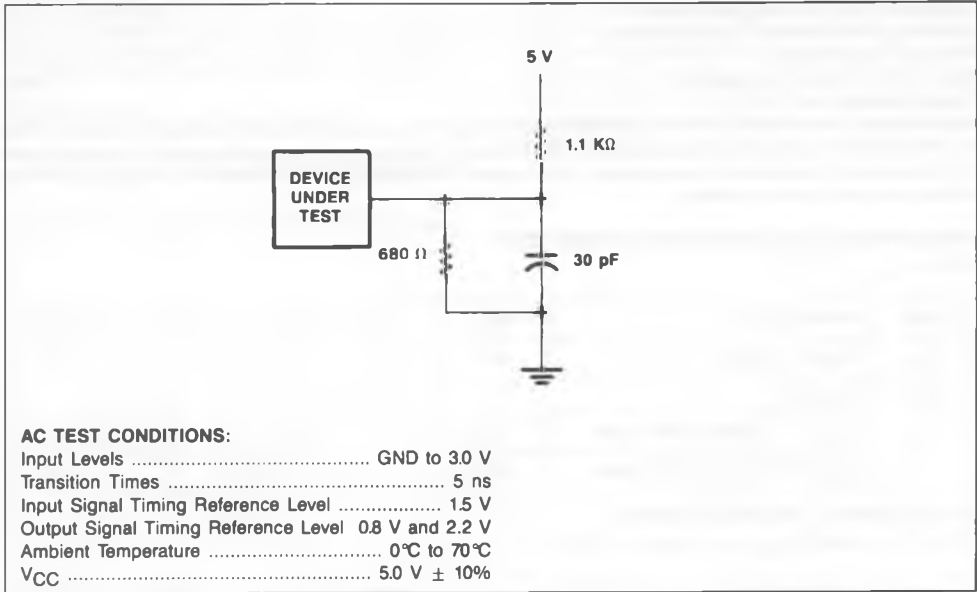 5 V
1.1 KΩ
DEVICE
UNDER
TEST
680 Ω
30 pF
AC TEST CONDITIONS:
Input Levels ........................................ GND to 3.0 V
Transition Times .................................................. 5 ns
Input Signal Timing Reference Level .................. 1.5 V
Output Signal Timing Reference Level 0.8 V and 2.2 V
Ambient Temperature ............................. 0°C to 70°C
VCC .................................................... 5.0 V ± 10%